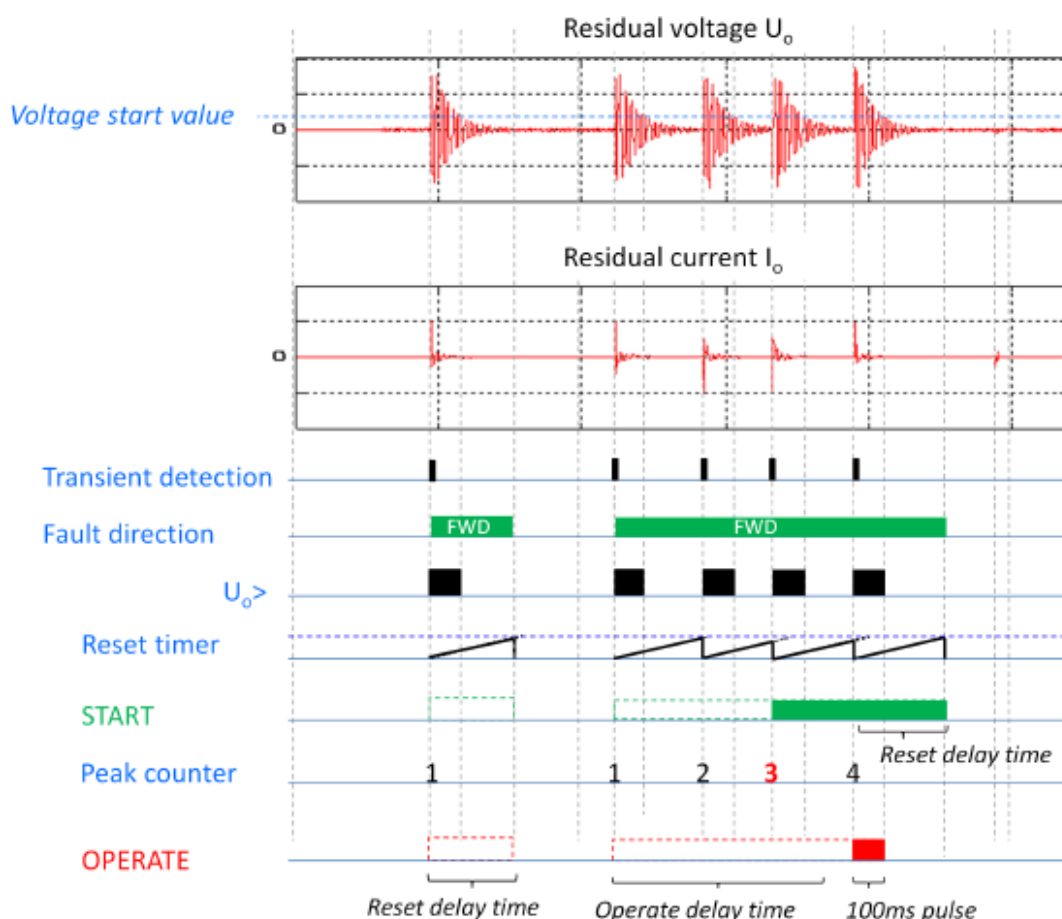 Residual voltage Uₒ
Voltage start value
0
Residual current Iₒ
0
Transient detection
Fault direction
FWD
FWD
Uₒ>
Reset timer
START
Reset delay time
Peak counter
1
1
2
3
4
OPERATE
Reset delay time
Operate delay time
100ms pulse